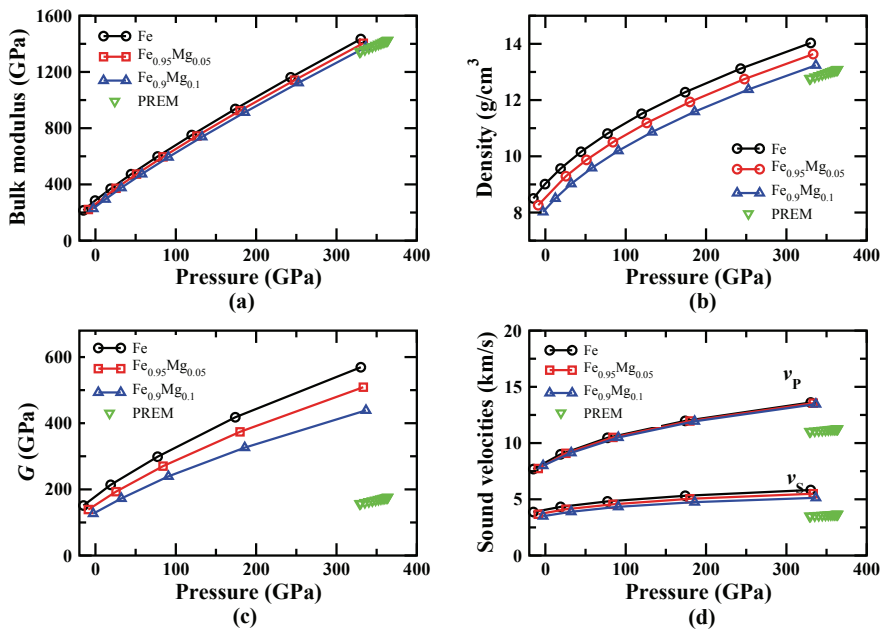 1600
1200
800
400
0
Bulk modulus (GPa)
Fe
Fe0.95Mg0.05
Fe0.9Mg0.1
PREM
0 100 200 300 400
Pressure (GPa)
(a)
14
12
10
8
Density (g/cm3
)
Fe
Fe0.95Mg0.05
Fe0.9Mg0.1
PREM
0 100 200 300 400
Pressure (GPa)
(b)
600
400
200
0
G (GPa)
Fe
Fe0.95Mg0.05
Fe0.9Mg0.1
PREM
0 100 200 300 400
Pressure (GPa)
(c)
20
15
10
5
0
Sound velocities (km/s)
Fe
Fe0.95Mg0.05
Fe0.9Mg0.1
PREM
vP
vS
0 100 200 300 400
Pressure (GPa)
(d)